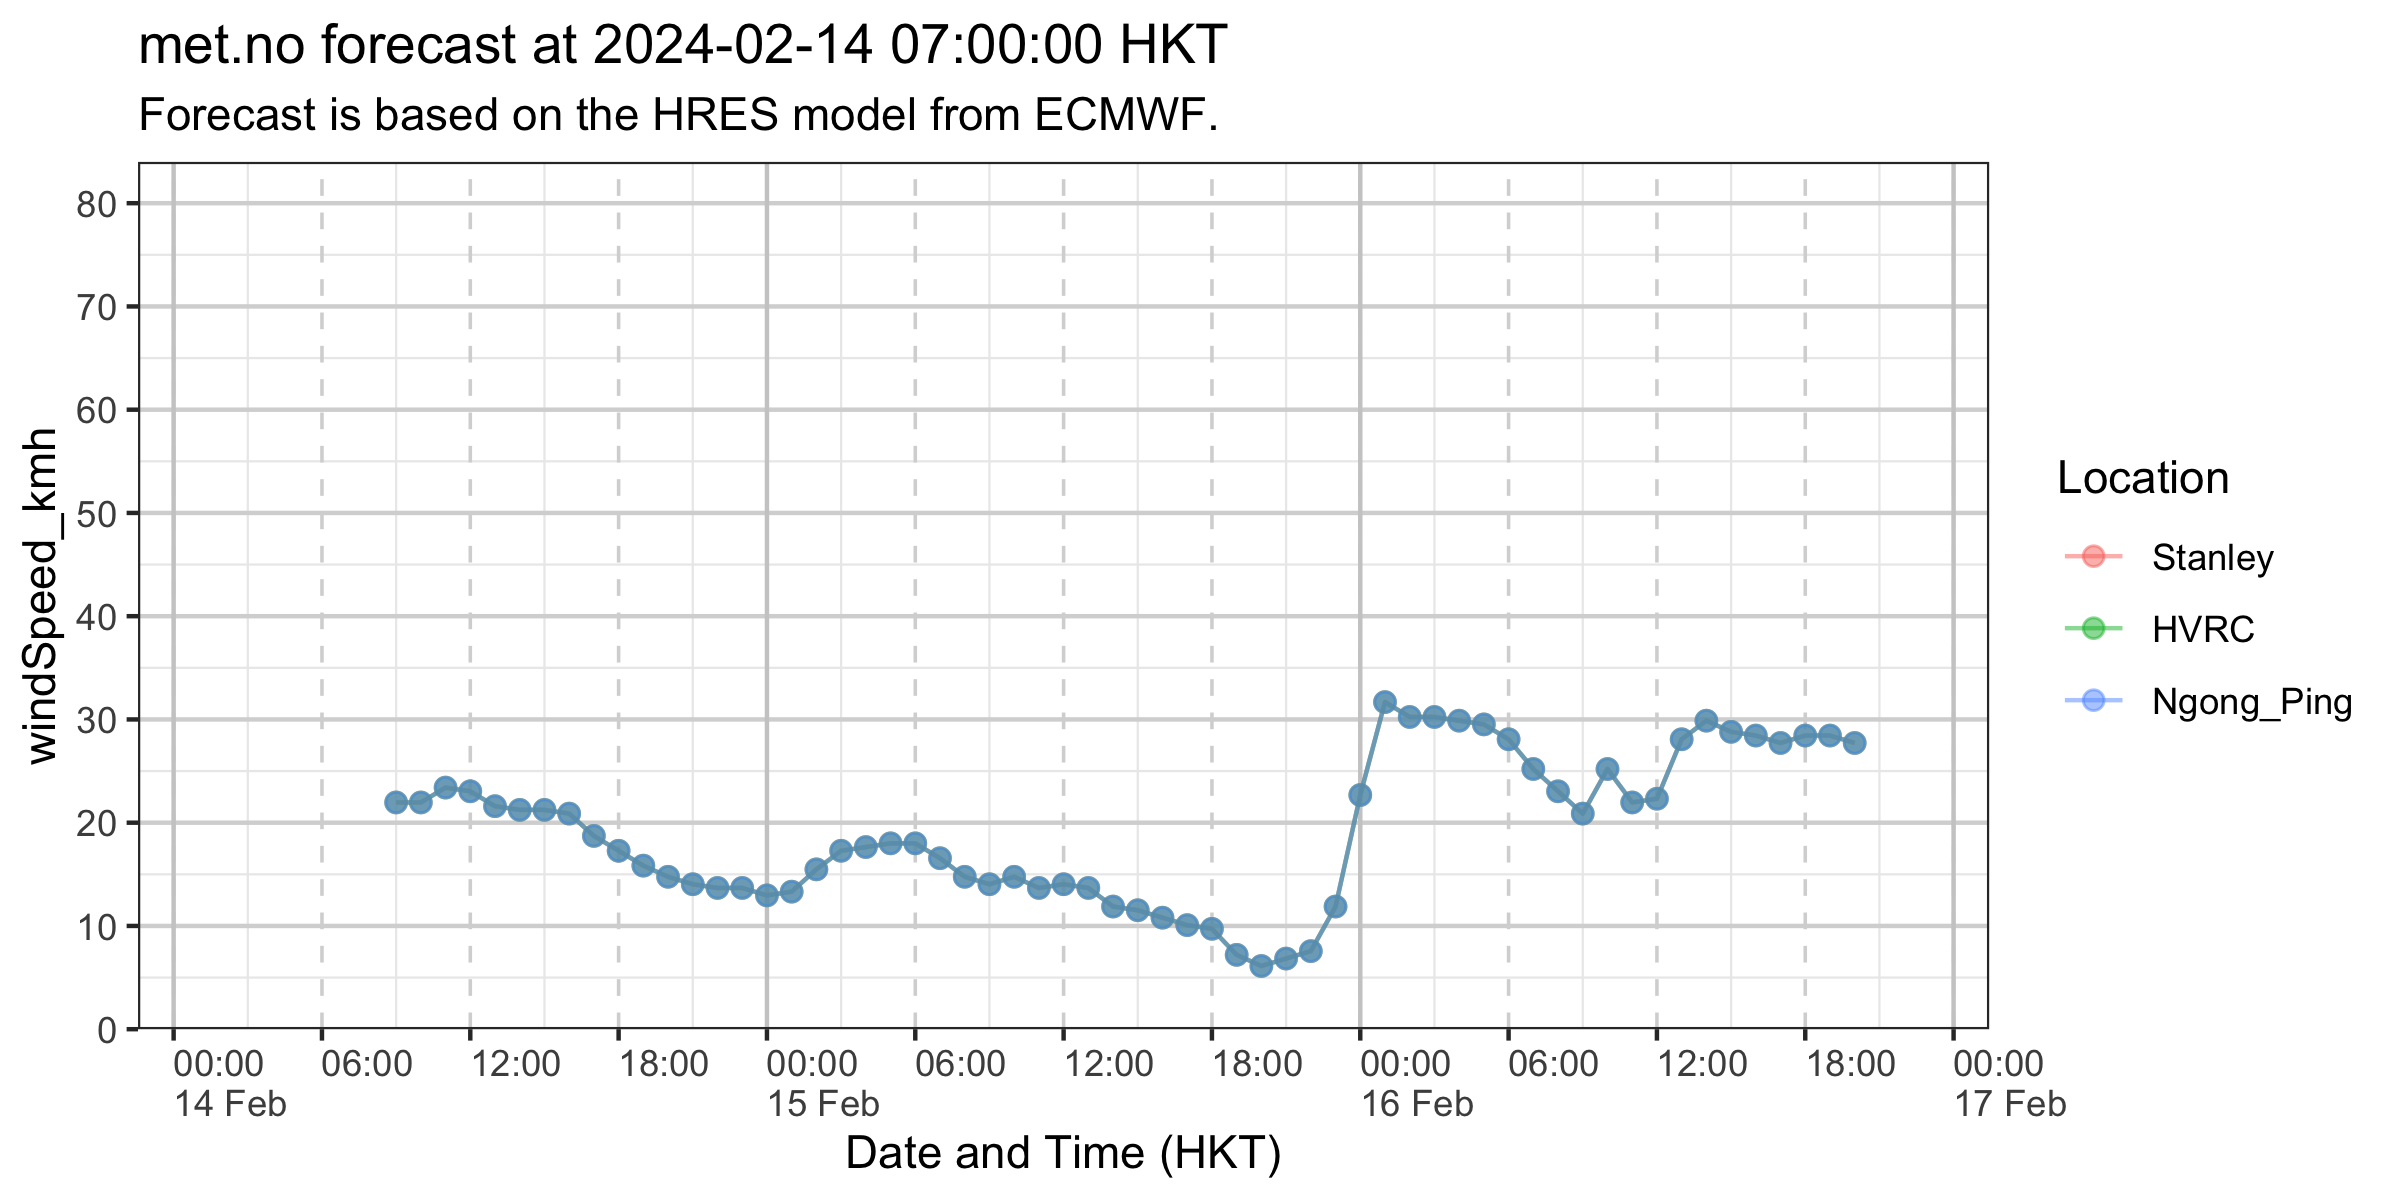 met.no forecast at 2024-02-14 07:00:00 HKT
Forecast is based on the HRES model from ECMWF.
windSpeed_kmh
80
70
60
50
40
30
20
10
0
00:00 06:00 12:00 18:00 00:00 06:00 12:00 18:00 00:00 06:00 12:00 18:00 00:00
14 Feb 15 Feb 16 Feb 17 Feb
Date and Time (HKT)
Location
Stanley
HVRC
Ngong_Ping